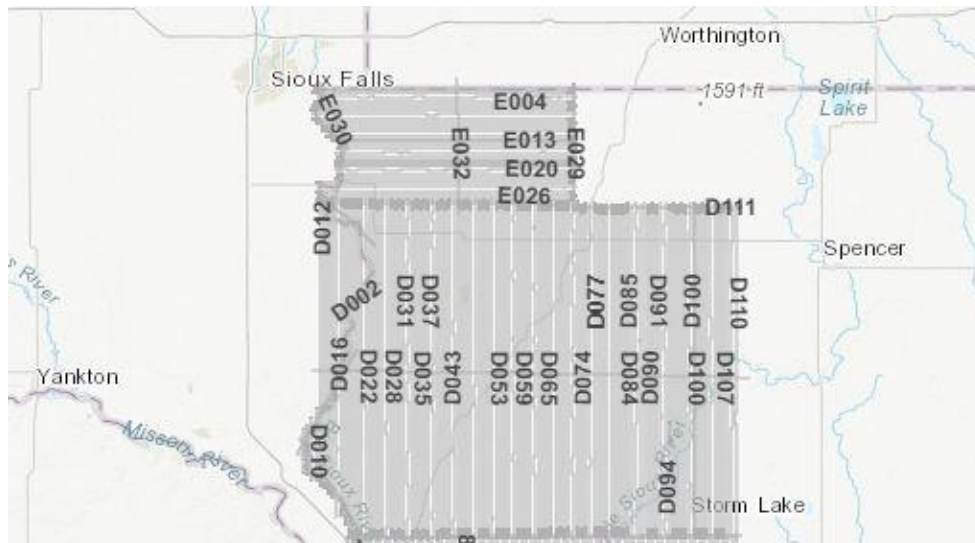 Worthington
Sioux Falls
1591 ft
Spirit
Lake
E004
E030
E013
E032
E029
E020
E026
D012
D111
Spencer
River
D002
D031
D037
D077
D085
D091
D100
D110
D016
D022
D028
D035
D043
D053
D059
D065
D074
D084
D090
D100
D107
Yankton
D010
D094
Storm Lake
Sioux River